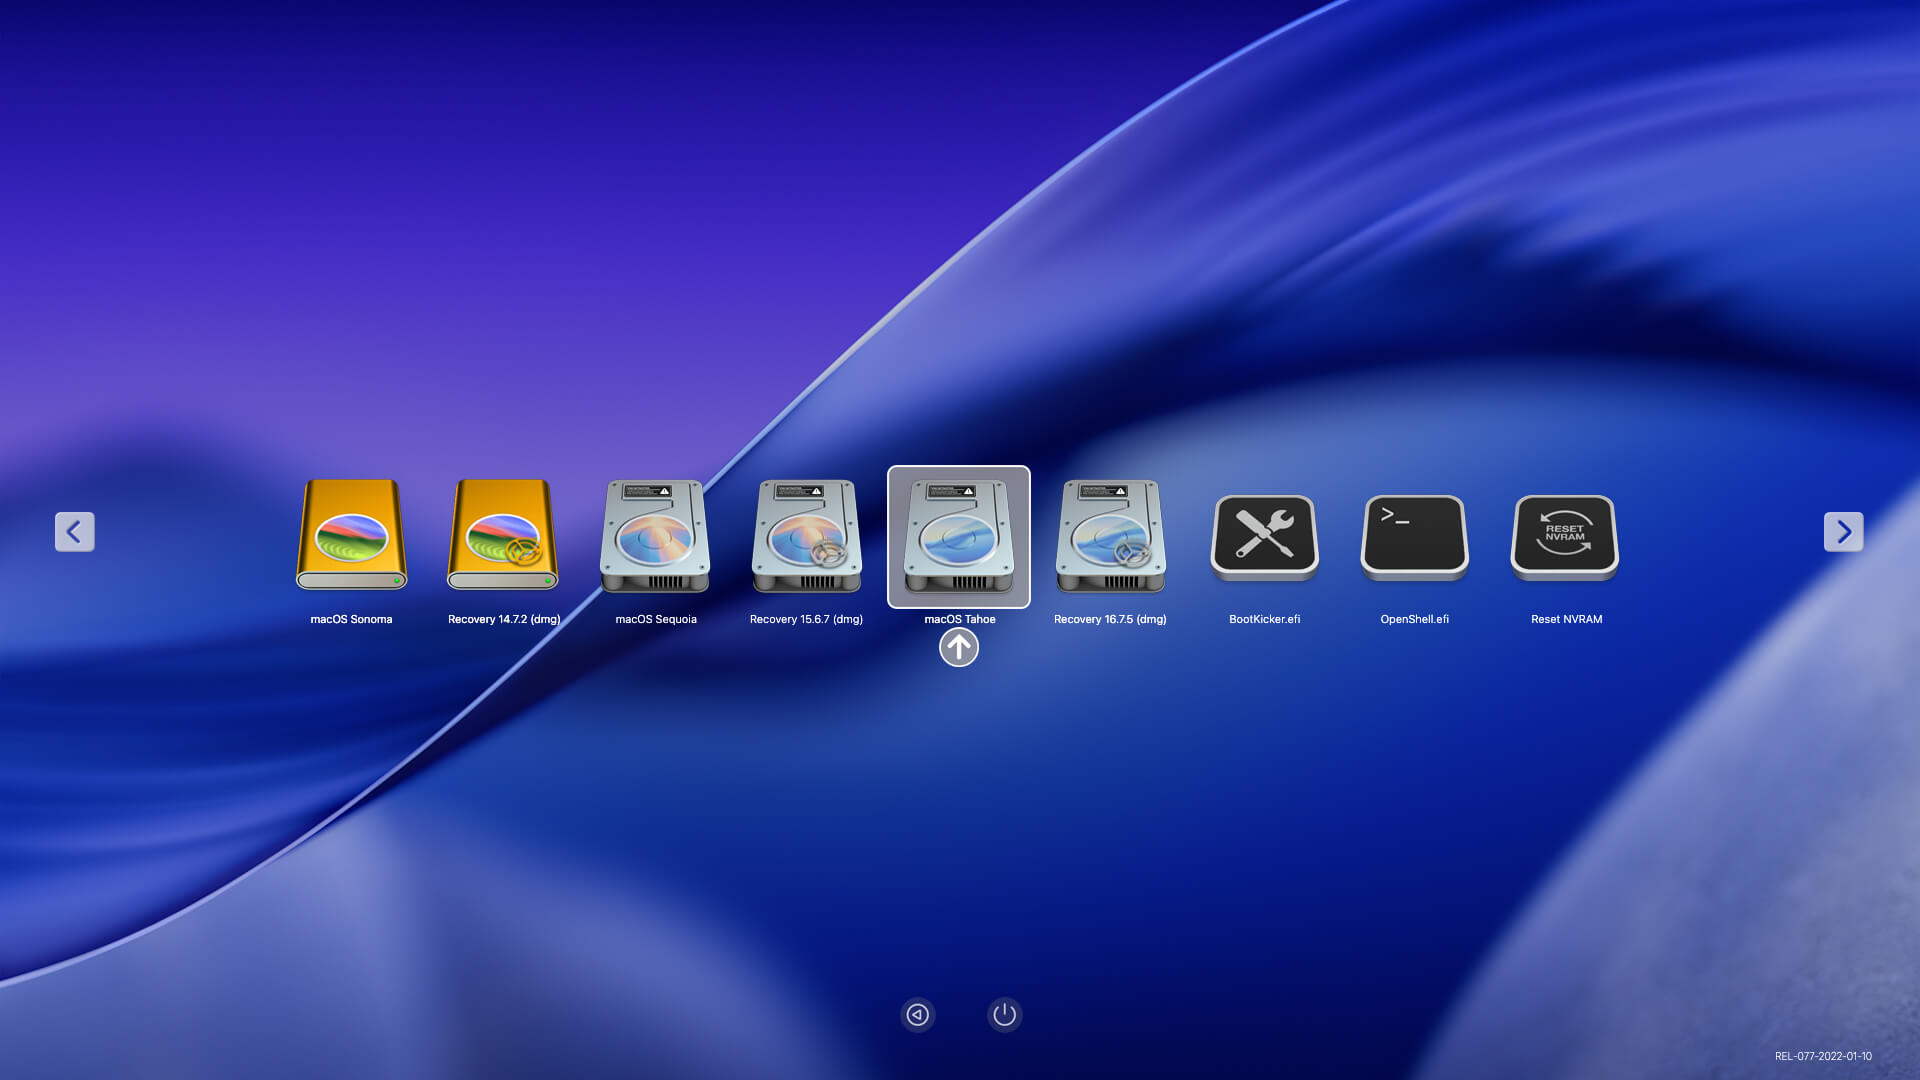 macOS Sonoma
Recovery 14.7.2 (dmg)
macOS Sequoia
Recovery 15.6.7 (dmg)
macOS Tahoe
Recovery 16.7.5 (dmg)
BootKicker.efi
>_
OpenShell.efi
RESET
NVRAM
Reset NVRAM
REL-077-2022-01-10